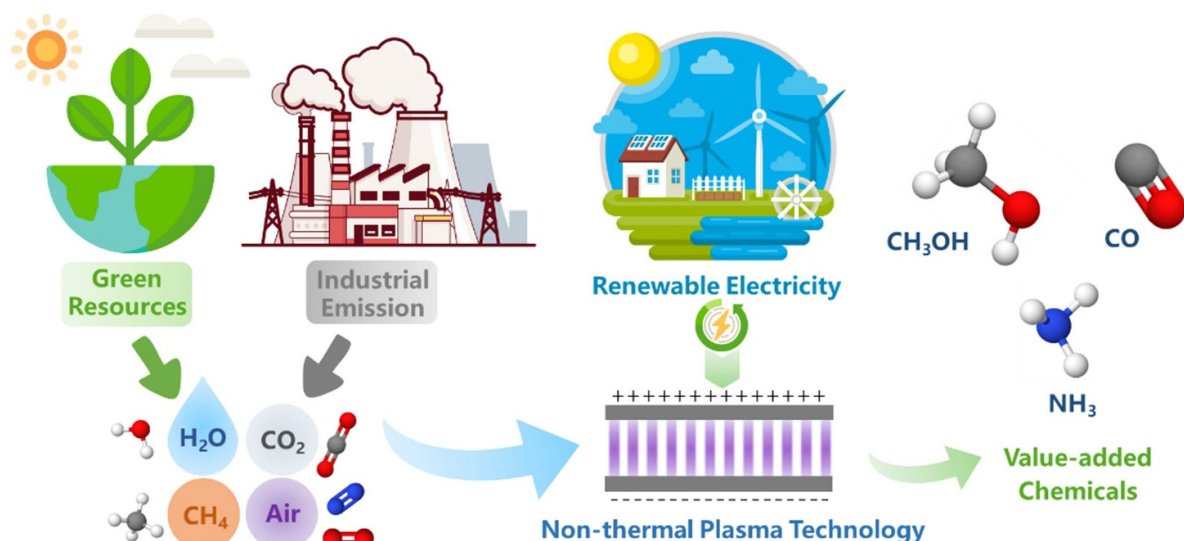 Green
Resources
Industrial
Emission
H₂O
CO₂
CH₄
Air
Renewable Electricity
++++++++++++++
Non-thermal Plasma Technology
CH₃OH
CO
NH₃
Value-added
Chemicals